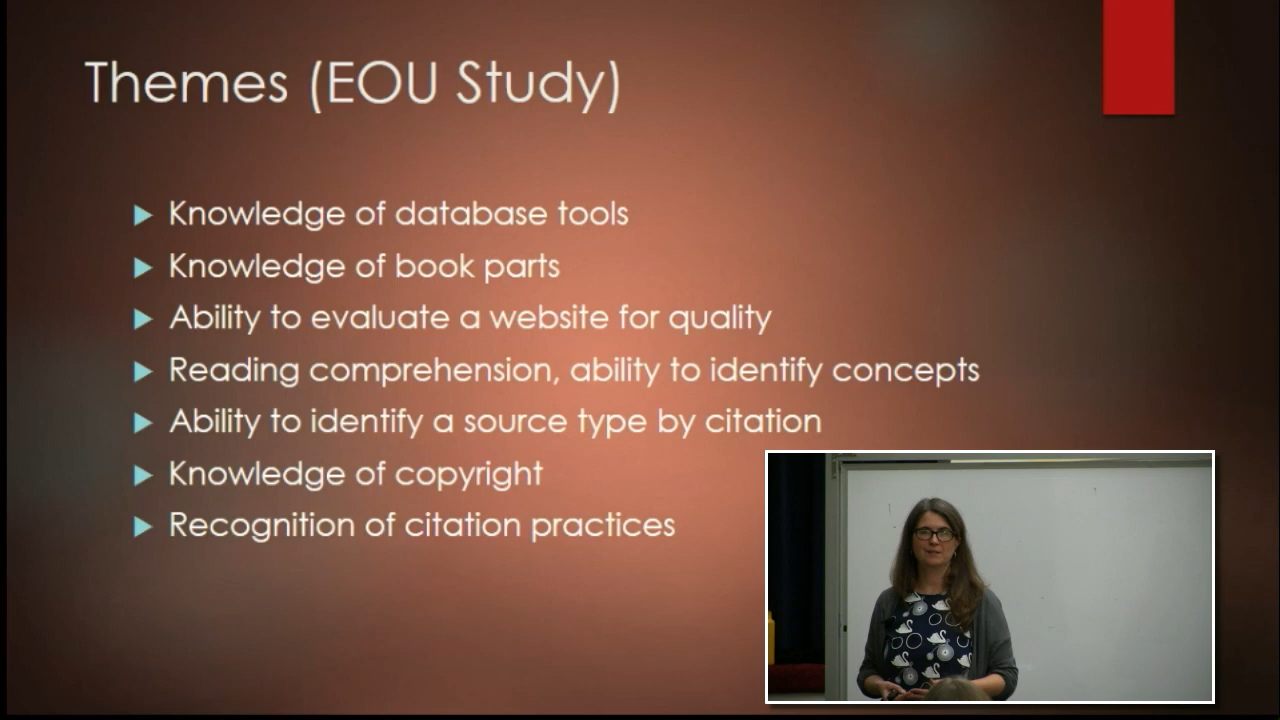 Themes (EOU Study)
Knowledge of database tools
Knowledge of book parts
Ability to evaluate a website for quality
Reading comprehension, ability to identify concepts
Ability to identify a source type by citation
Knowledge of copyright
Recognition of citation practices